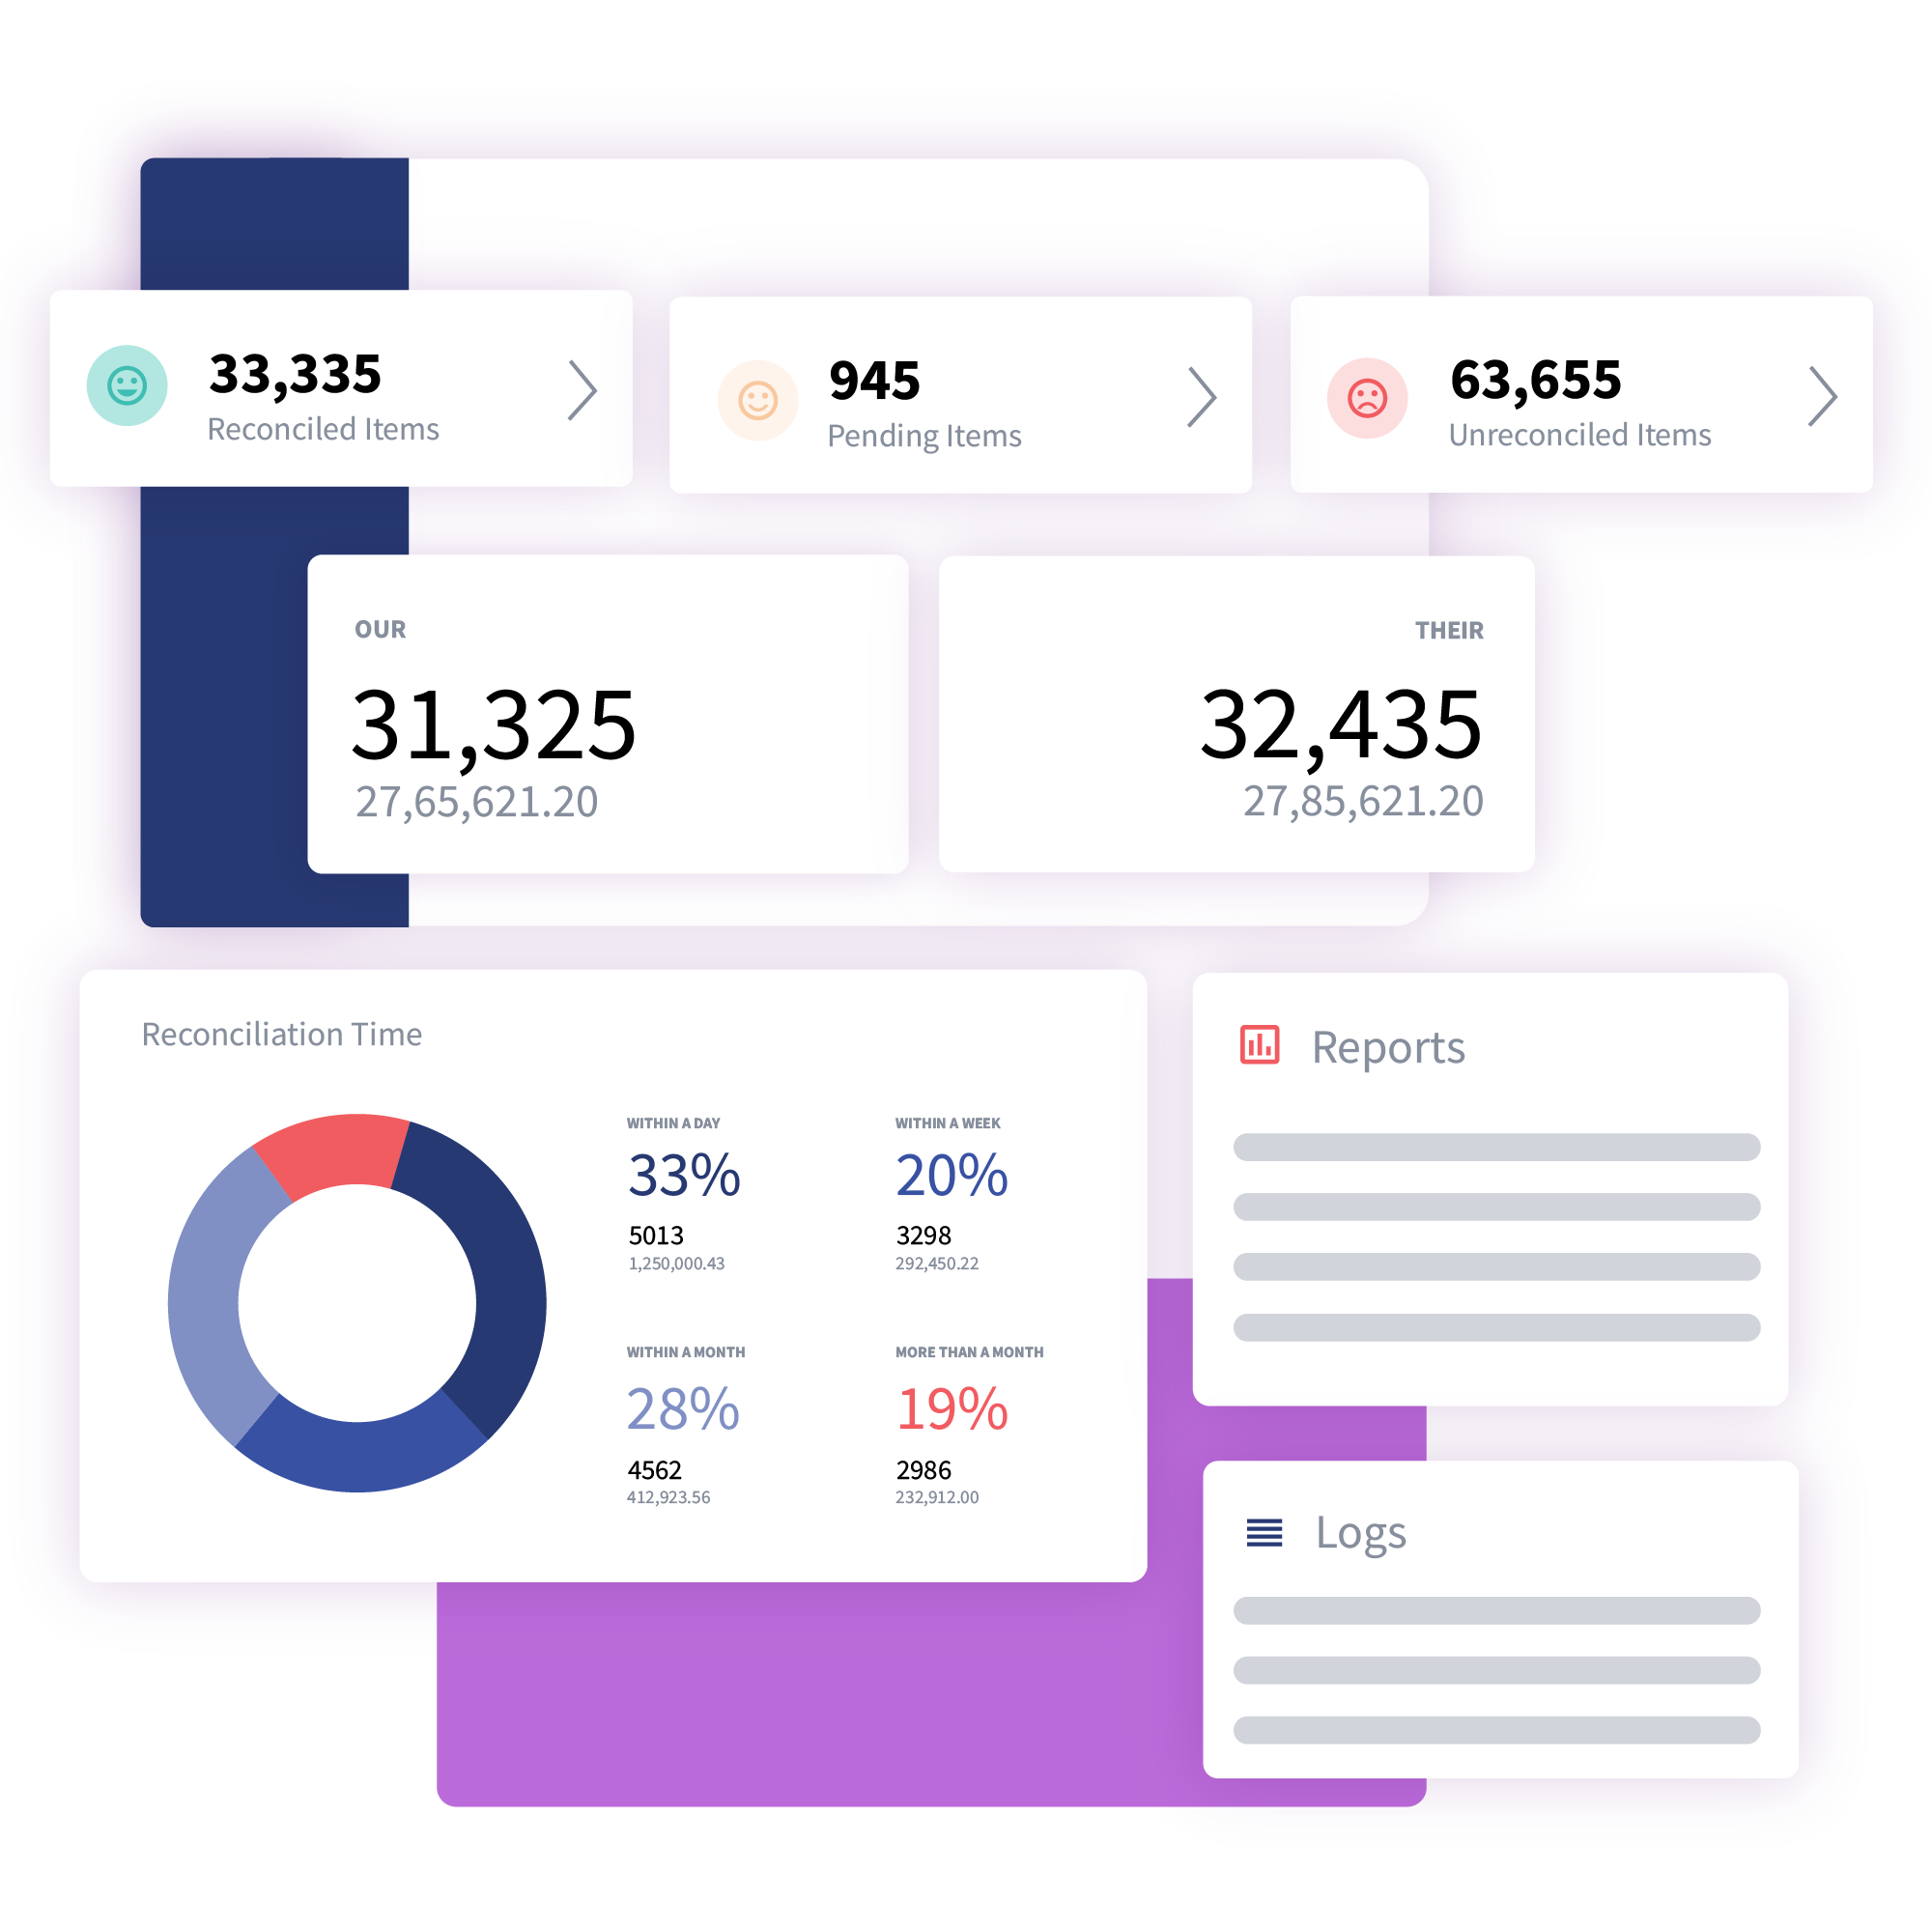 33,335
Reconciled Items
945
Pending Items
63,655
Unreconciled Items
OUR
31,325
27,65,621.20
THEIR
32,435
27,85,621.20
Reconciliation Time
WITHIN A DAY
33%
5013
1,250,000.43
WITHIN A WEEK
20%
3298
292,450.22
WITHIN A MONTH
28%
4562
412,923.56
MORE THAN A MONTH
19%
2986
232,912.00
Reports
Logs